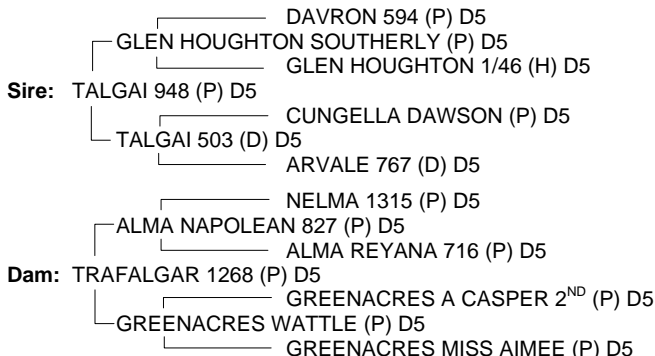 DAVRON 594 (P) D5
GLEN HOUGHTON SOUTHERLY (P) D5
GLEN HOUGHTON 1/46 (H) D5
Sire: TALGAI 948 (P) D5
CUNGELLA DAWSON (P) D5
TALGAI 503 (D) D5
ARVALE 767 (D) D5
NELMA 1315 (P) D5
ALMA NAPOLEAN 827 (P) D5
ALMA REYANA 716 (P) D5
Dam: TRAFALGAR 1268 (P) D5
GREENACRES A CASPER 2ND (P) D5
GREENACRES WATTLE (P) D5
GREENACRES MISS AIMEE (P) D5